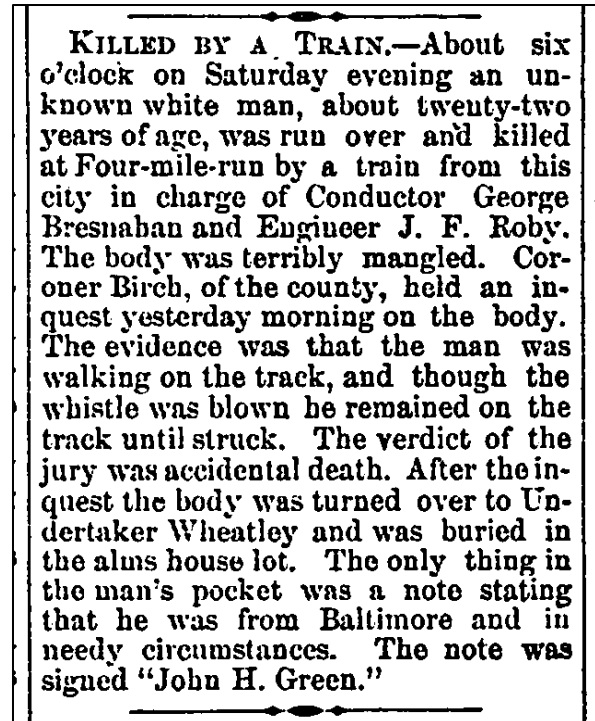 KILLED BY A TRAIN.—About six
o'clock on Saturday evening an un-
known white man, about twenty-two
years of age, was run over and killed
at Four-mile-run by a train from this
city in charge of Conductor George
Bresnahan and Engineer J. F. Roby.
The body was terribly mangled. Cor-
oner Birch, of the county, held an in-
quest yesterday morning on the body.
The evidence was that the man was
walking on the track, and though the
whistle was blown he remained on the
track until struck. The verdict of the
jury was accidental death. After the in-
quest the body was turned over to Un-
dertaker Wheatley and was buried in
the alms house lot. The only thing in
the man's pocket was a note stating
that he was from Baltimore and in
needy circumstances. The note was
signed "John H. Green."